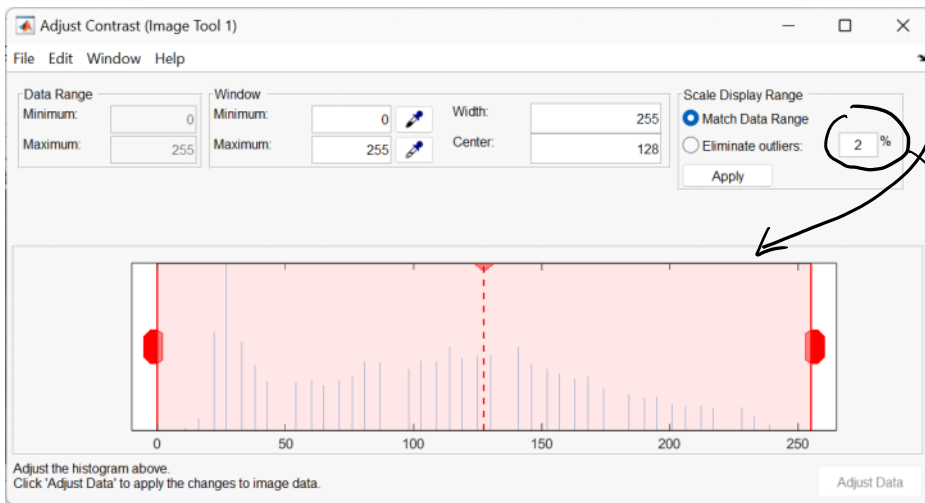 Adjust Contrast (Image Tool 1)
File Edit Window Help
Data Range
Minimum: 0
Maximum: 255
Window
Minimum: 0
Maximum: 255
Width: 255
Center: 128
Scale Display Range
Match Data Range
Eliminate outliers: 2 %
Apply
0 50 100 150 200 250
Adjust the histogram above.
Click 'Adjust Data' to apply the changes to image data.
Adjust Data